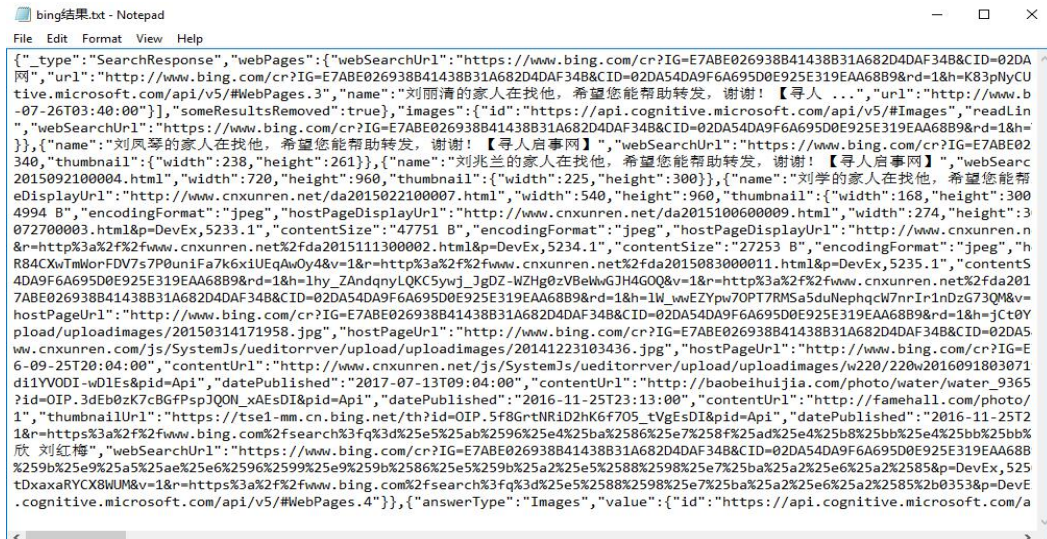 bing结果.txt - Notepad
File Edit Format View Help
{"_type":"SearchResponse","webPages":{"webSearchUrl":"https://www.bing.com/cr?IG=E7ABE026938B41438B31A682D4DAF34B&CID=02DA
网","url":"http://www.bing.com/cr?IG=E7ABE026938B41438B31A682D4DAF34B&CID=02DA54DA9F6A695D0E925E319EAA68B9&rd=1&h=K83pNyCU
tive.microsoft.com/api/v5/#WebPages.3","name":"刘丽清的家人在找他，希望您能帮助转发，谢谢！【寻人 ...","url":"http://www.b
-07-26T03:40:00"}],"someResultsRemoved":true},"images":{"id":"https://api.cognitive.microsoft.com/api/v5/#Images","readLin
","webSearchUrl":"https://www.bing.com/cr?IG=E7ABE026938B41438B31A682D4DAF34B&CID=02DA54DA9F6A695D0E925E319EAA68B9&rd=1&h=
}},{"name":"刘凤琴的家人在找他，希望您能帮助转发，谢谢！【寻人启事网】","webSearchUrl":"https://www.bing.com/cr?IG=E7ABE02
340,"thumbnail":{"width":238,"height":261}},{"name":"刘兆兰的家人在找他，希望您能帮助转发，谢谢！【寻人启事网】","webSearc
2015092100004.html","width":720,"height":960,"thumbnail":{"width":225,"height":300}},{"name":"刘学的家人在找他，希望您能帮
eDisplayUrl":"http://www.cnxunren.net/da2015022100007.html","width":540,"height":960,"thumbnail":{"width":168,"height":300
4994 B","encodingFormat":"jpeg","hostPageDisplayUrl":"http://www.cnxunren.net/da2015100600009.html","width":274,"height":3
072700003.html&p=DevEx,5233.1","contentSize":"47751 B","encodingFormat":"jpeg","hostPageDisplayUrl":"http://www.cnxunren.n
&r=http%3a%2f%2fwww.cnxunren.net%2fda2015111300002.html&p=DevEx,5234.1","contentSize":"27253 B","encodingFormat":"jpeg","h
R84CXwTmWorFDV7s7P0uniFa7k6xiUEqAwOy4&v=1&r=http%3a%2f%2fwww.cnxunren.net%2fda2015083000011.html&p=DevEx,5235.1","contentS
4DA9F6A695D0E925E319EAA68B9&rd=1&h=lhy_ZAndqnyLQKC5ywj_JgDZ-WZHg0zVBeWwGJH4GOQ&v=1&r=http%3a%2f%2fwww.cnxunren.net%2fda201
7ABE026938B41438B31A682D4DAF34B&CID=02DA54DA9F6A695D0E925E319EAA68B9&rd=1&h=lW_wwEZYpw7OPT7RMSa5duNephqcW7nrIr1nDzG73QM&v=
hostPageUrl":"http://www.bing.com/cr?IG=E7ABE026938B41438B31A682D4DAF34B&CID=02DA54DA9F6A695D0E925E319EAA68B9&rd=1&h=jCt0Y
pload/uploadimages/20150314171958.jpg","hostPageUrl":"http://www.bing.com/cr?IG=E7ABE026938B41438B31A682D4DAF34B&CID=02DA5
ww.cnxunren.com/js/SystemJs/ueditorrver/upload/uploadimages/20141223103436.jpg","hostPageUrl":"http://www.bing.com/cr?IG=E
6-09-25T20:04:00","contentUrl":"http://www.cnxunren.net/js/SystemJs/ueditorrver/upload/uploadimages/w220/220w2016091803071
di1YVODI-wDlEs&pid=Api","datePublished":"2017-07-13T09:04:00","contentUrl":"http://baobeihuijia.com/photo/water/water_9365
?id=OIP.3dEb0zK7cBGfPspJQON_xAEsDI&pid=Api","datePublished":"2016-11-25T23:13:00","contentUrl":"http://famehall.com/photo/
1","thumbnailUrl":"https://tse1-mm.cn.bing.net/th?id=OIP.5f8GrtNRiD2hK6f7O5_tVgEsDI&pid=Api","datePublished":"2016-11-25T2
1&r=https%3a%2f%2fwww.bing.com%2fsearch%3fq%3d%25e5%25ab%2596%25e4%25ba%2586%25e7%258f%25ad%25e4%25b8%25bb%25e4%25bb%25bb%
欣 刘红梅","webSearchUrl":"https://www.bing.com/cr?IG=E7ABE026938B41438B31A682D4DAF34B&CID=02DA54DA9F6A695D0E925E319EAA68B
%259b%25e9%25a5%25ae%25e6%2596%2599%25e9%259b%2586%25e5%259b%25a2%25e5%2588%2598%25e7%25ba%25a2%25e6%25a2%2585&p=DevEx,525
tDxaxaRYCX8WUM&v=1&r=https%3a%2f%2fwww.bing.com%2fsearch%3fq%3d%25e5%2588%2598%25e7%25ba%25a2%25e6%25a2%2585%2b0353&p=DevE
.cognitive.microsoft.com/api/v5/#WebPages.4"}},{"answerType":"Images","value":{"id":"https://api.cognitive.microsoft.com/a